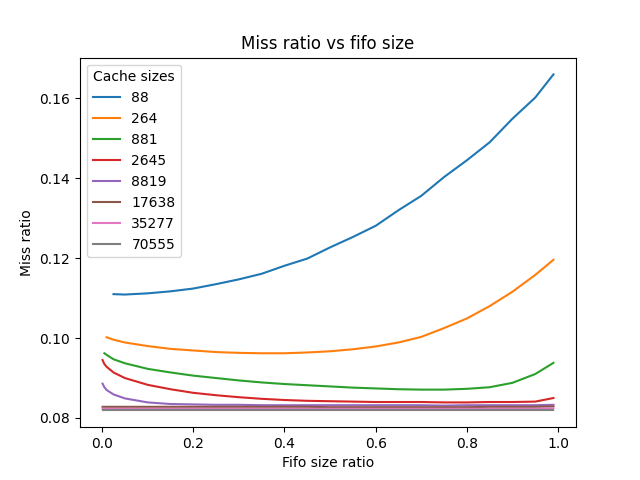 Miss ratio vs fifo size
Cache sizes
88
264
881
2645
8819
17638
35277
70555
Miss ratio
0.16
0.14
0.12
0.10
0.08
0.0 0.2 0.4 0.6 0.8 1.0
Fifo size ratio